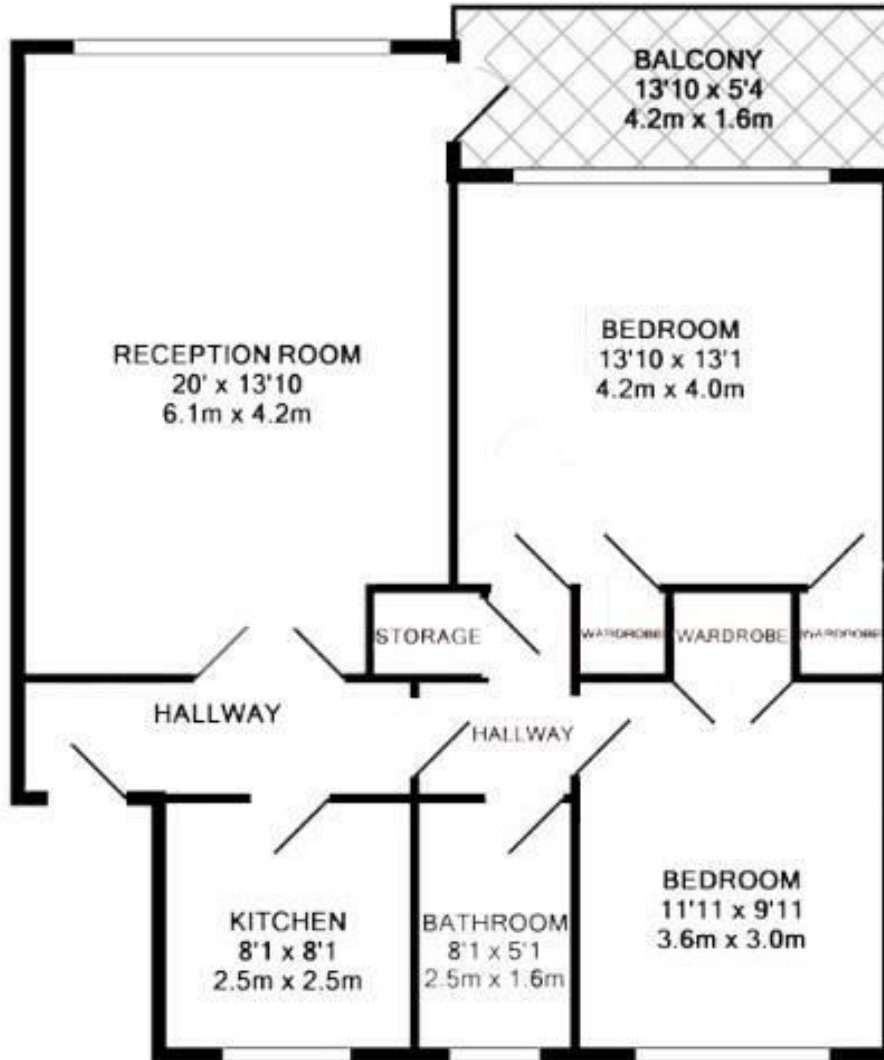 BALCONY
13'10 x 5'4
4.2m x 1.6m
RECEPTION ROOM
20' x 13'10
6.1m x 4.2m
BEDROOM
13'10 x 13'1
4.2m x 4.0m
STORAGE
WARDROBE
WARDROBE
WARDROBE
HALLWAY
HALLWAY
KITCHEN
8'1 x 8'1
2.5m x 2.5m
BATHROOM
8'1 x 5'1
2.5m x 1.6m
BEDROOM
11'11 x 9'11
3.6m x 3.0m